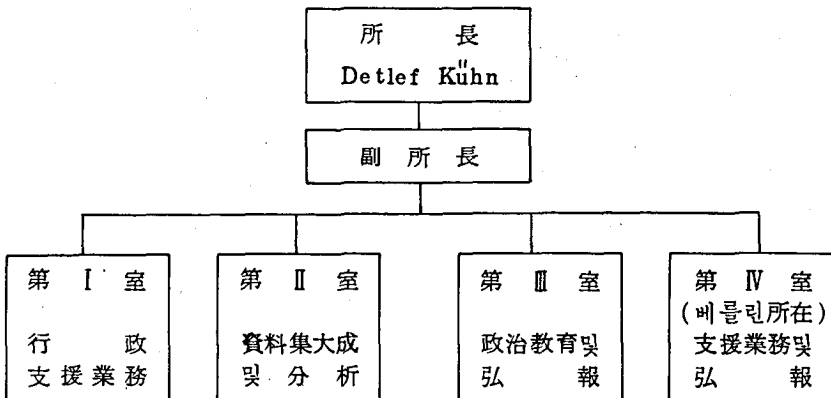 所 長
Detlef Kühn
副 所 長
第 Ⅰ 室
行 政
支援業務
第 Ⅱ 室
資料集大成
및 分 析
第 Ⅲ 室
政治教育및
弘 報
第 Ⅳ 室
(베를린所在)
支援業務및
弘 報